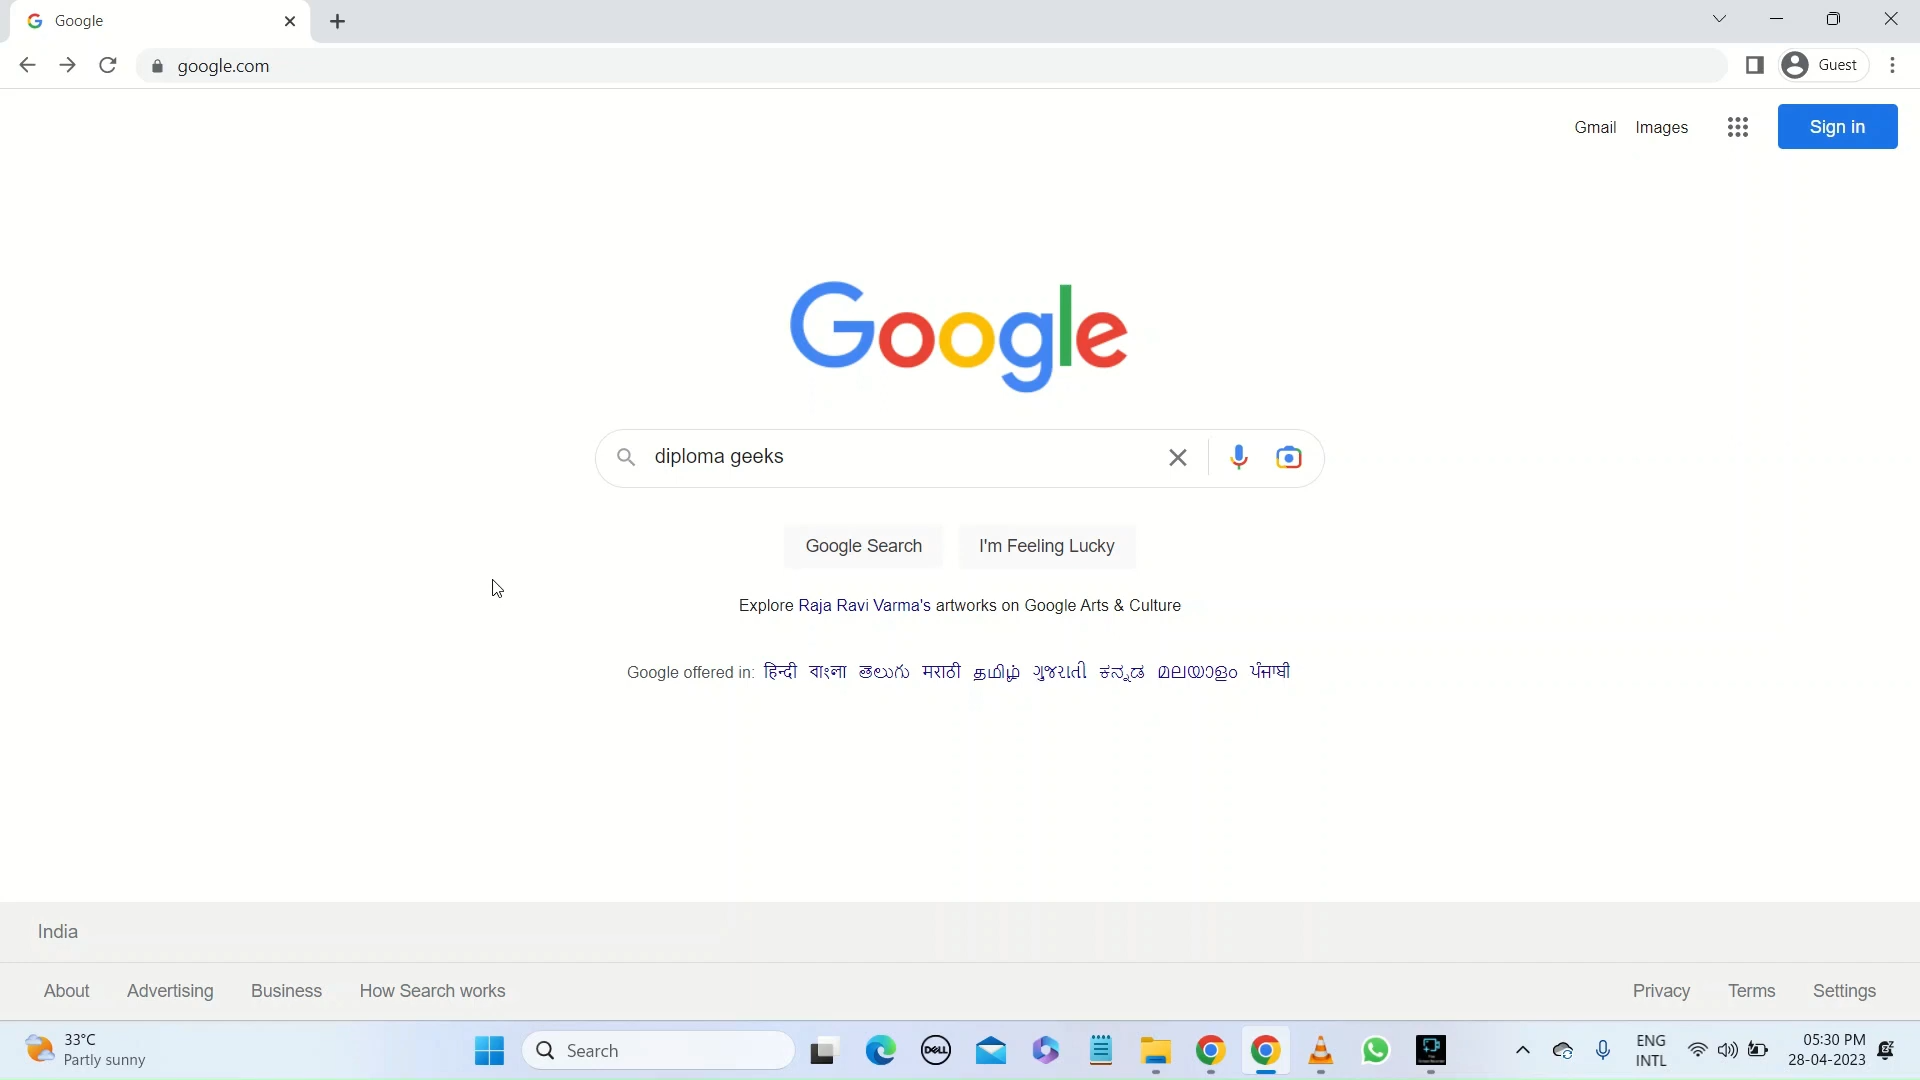 Google
google.com
Guest
Gmail Images
Sign in
Google
diploma geeks
Google Search I'm Feeling Lucky
Explore Raja Ravi Varma's artworks on Google Arts & Culture
Google offered in: हिन्दी বাংলা తెలుగు मराठी தமிழ் ગુજરાતી ಕನ್ನಡ മലയാളം ਪੰਜਾਬੀ
India
About Advertising Business How Search works
Privacy Terms Settings
33°C
Partly sunny
Search
DELL
ENG
INTL
05:30 PM
28-04-2023